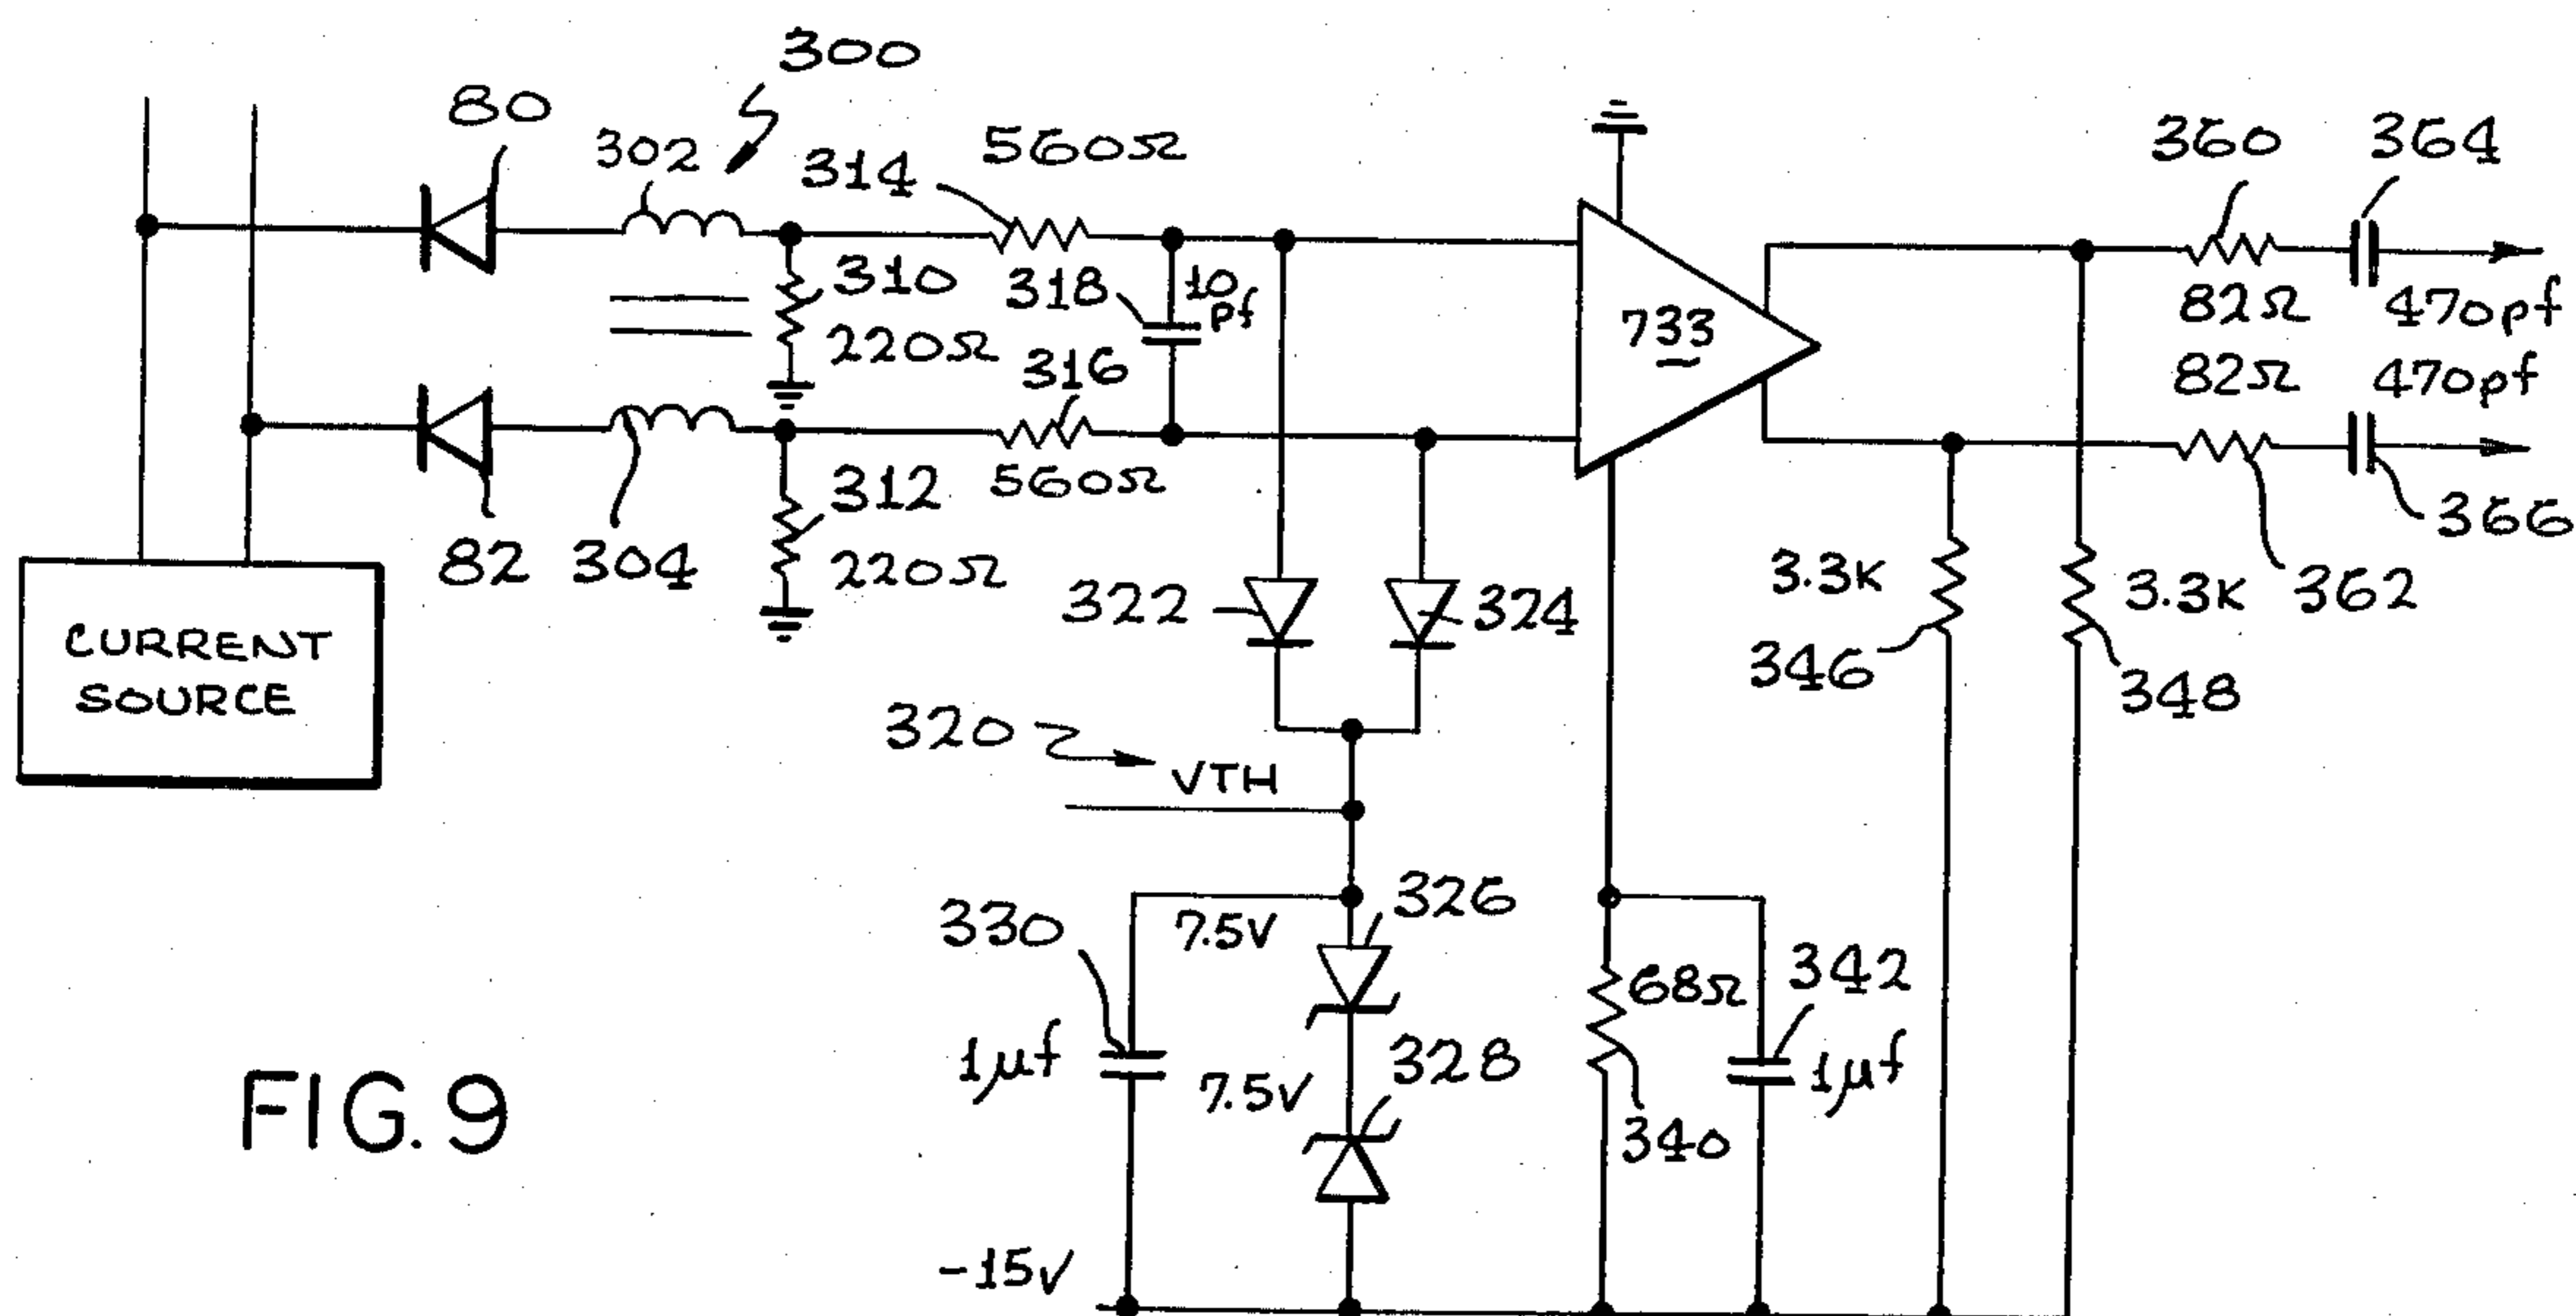 300
80
302
314
560Ω
360
364
310
220Ω
318
10
pf
733
82Ω
470pf
316
82Ω
470pf
312
220Ω
560Ω
366
82
304
322
324
3.3K
346
3.3K
348
362
CURRENT
SOURCE
320
VTH
330
7.5V
326
68Ω
342
1µf
7.5V
328
1µf
340
FIG. 9
-15V